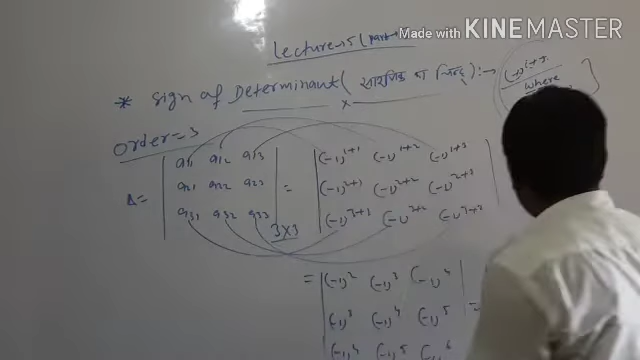 Made with KINEMASTER
Lecture-5 (Part-
* Sign of Determinant (सारणिक का चिन्ह) :→ (-1)^{i+j}
where
×
Order = 3
Δ = | a11 a12 a13 | = | (-1)^{1+1} (-1)^{1+2} (-1)^{1+3} |
a21 a22 a23 (-1)^{2+1} (-1)^{2+2} (-1)^{2+3}
a31 a32 a33 3×3 (-1)^{3+1} (-1)^{3+2} (-1)^{3+3}
= | (-1)^2 (-1)^3 (-1)^4 |
(-1)^3 (-1)^4 (-1)^5 =
(-1)^4 (-1)^5 (-1)^6